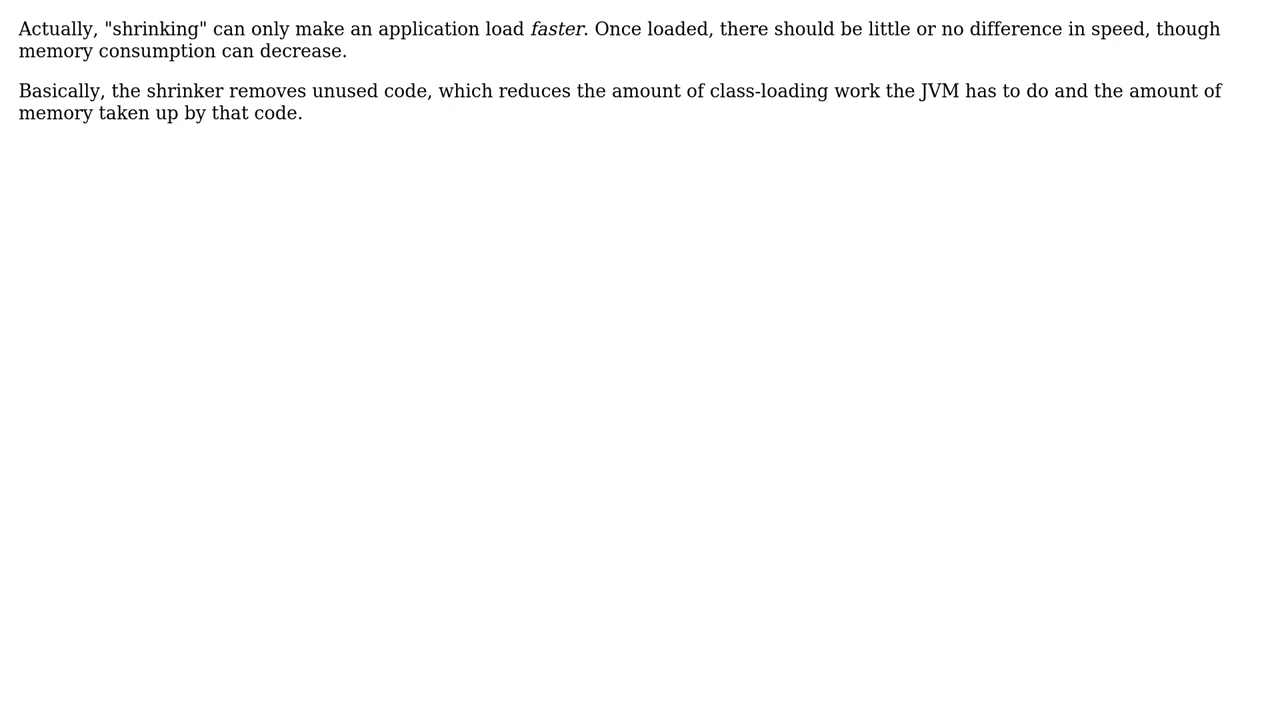 Actually, "shrinking" can only make an application load faster. Once loaded, there should be little or no difference in speed, though
memory consumption can decrease.
Basically, the shrinker removes unused code, which reduces the amount of class-loading work the JVM has to do and the amount of
memory taken up by that code.